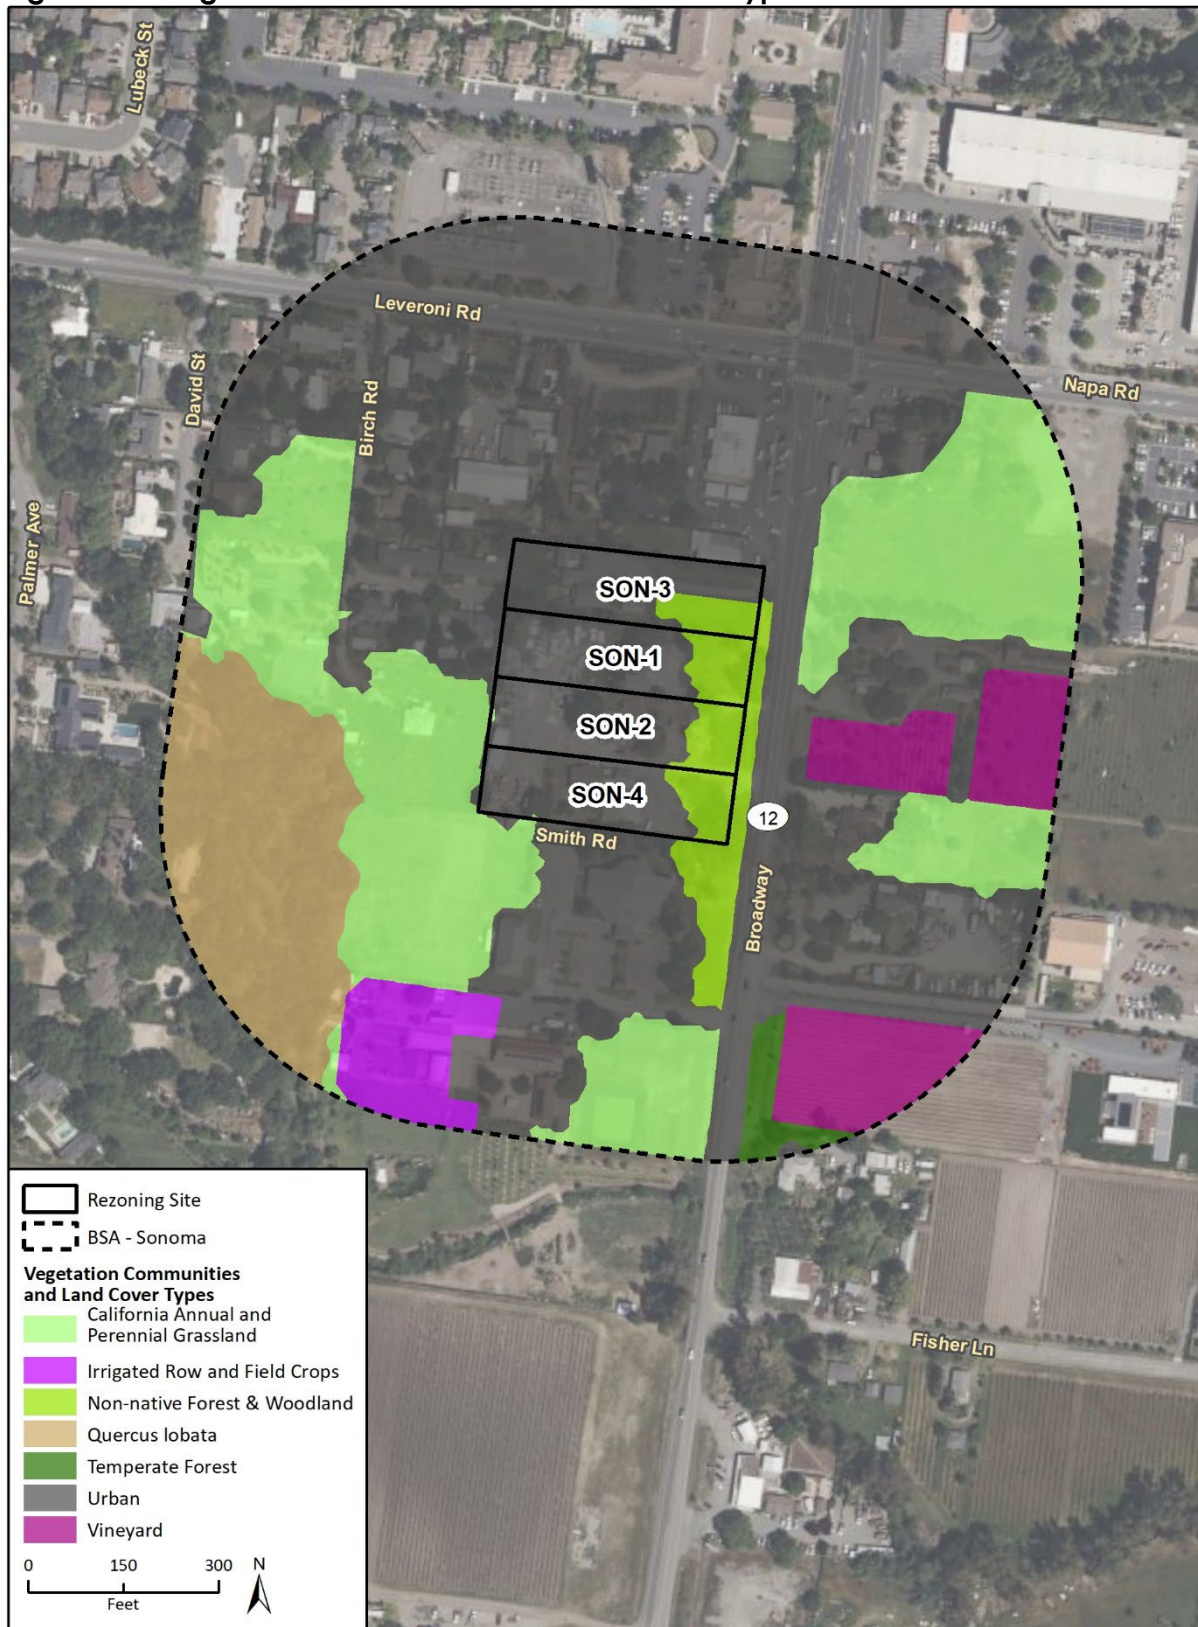 Lubeck St
Leveroni Rd
David St
Birch Rd
Napa Rd
Palmer Ave
SON-3
SON-1
SON-2
SON-4
Smith Rd
12
Broadway
Fisher Ln
Rezoning Site
BSA - Sonoma
Vegetation Communities
and Land Cover Types
California Annual and
Perennial Grassland
Irrigated Row and Field Crops
Non-native Forest & Woodland
Quercus lobata
Temperate Forest
Urban
Vineyard
0 150 300
Feet
N